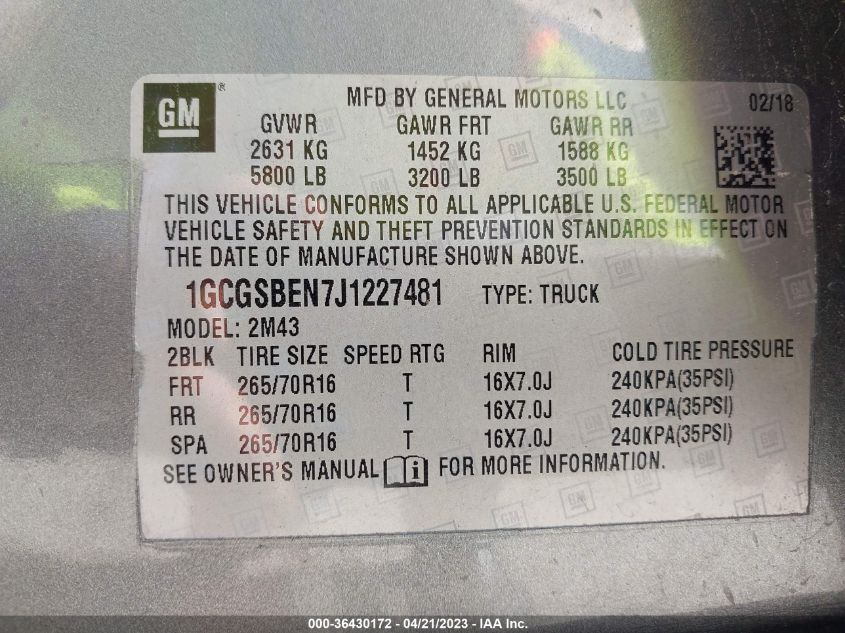 GM ®
MFD BY GENERAL MOTORS LLC 02/18
GVWR GAWR FRT GAWR RR
2631 KG 1452 KG 1588 KG
5800 LB 3200 LB 3500 LB
THIS VEHICLE CONFORMS TO ALL APPLICABLE U.S. FEDERAL MOTOR
VEHICLE SAFETY AND THEFT PREVENTION STANDARDS IN EFFECT ON
THE DATE OF MANUFACTURE SHOWN ABOVE.
1GCGSBEN7J1227481 TYPE: TRUCK
MODEL: 2M43
2BLK TIRE SIZE SPEED RTG RIM COLD TIRE PRESSURE
FRT 265/70R16 T 16X7.0J 240KPA(35PSI)
RR 265/70R16 T 16X7.0J 240KPA(35PSI)
SPA 265/70R16 T 16X7.0J 240KPA(35PSI)
SEE OWNER'S MANUAL i FOR MORE INFORMATION.
000-36430172 - 04/21/2023 - IAA Inc.